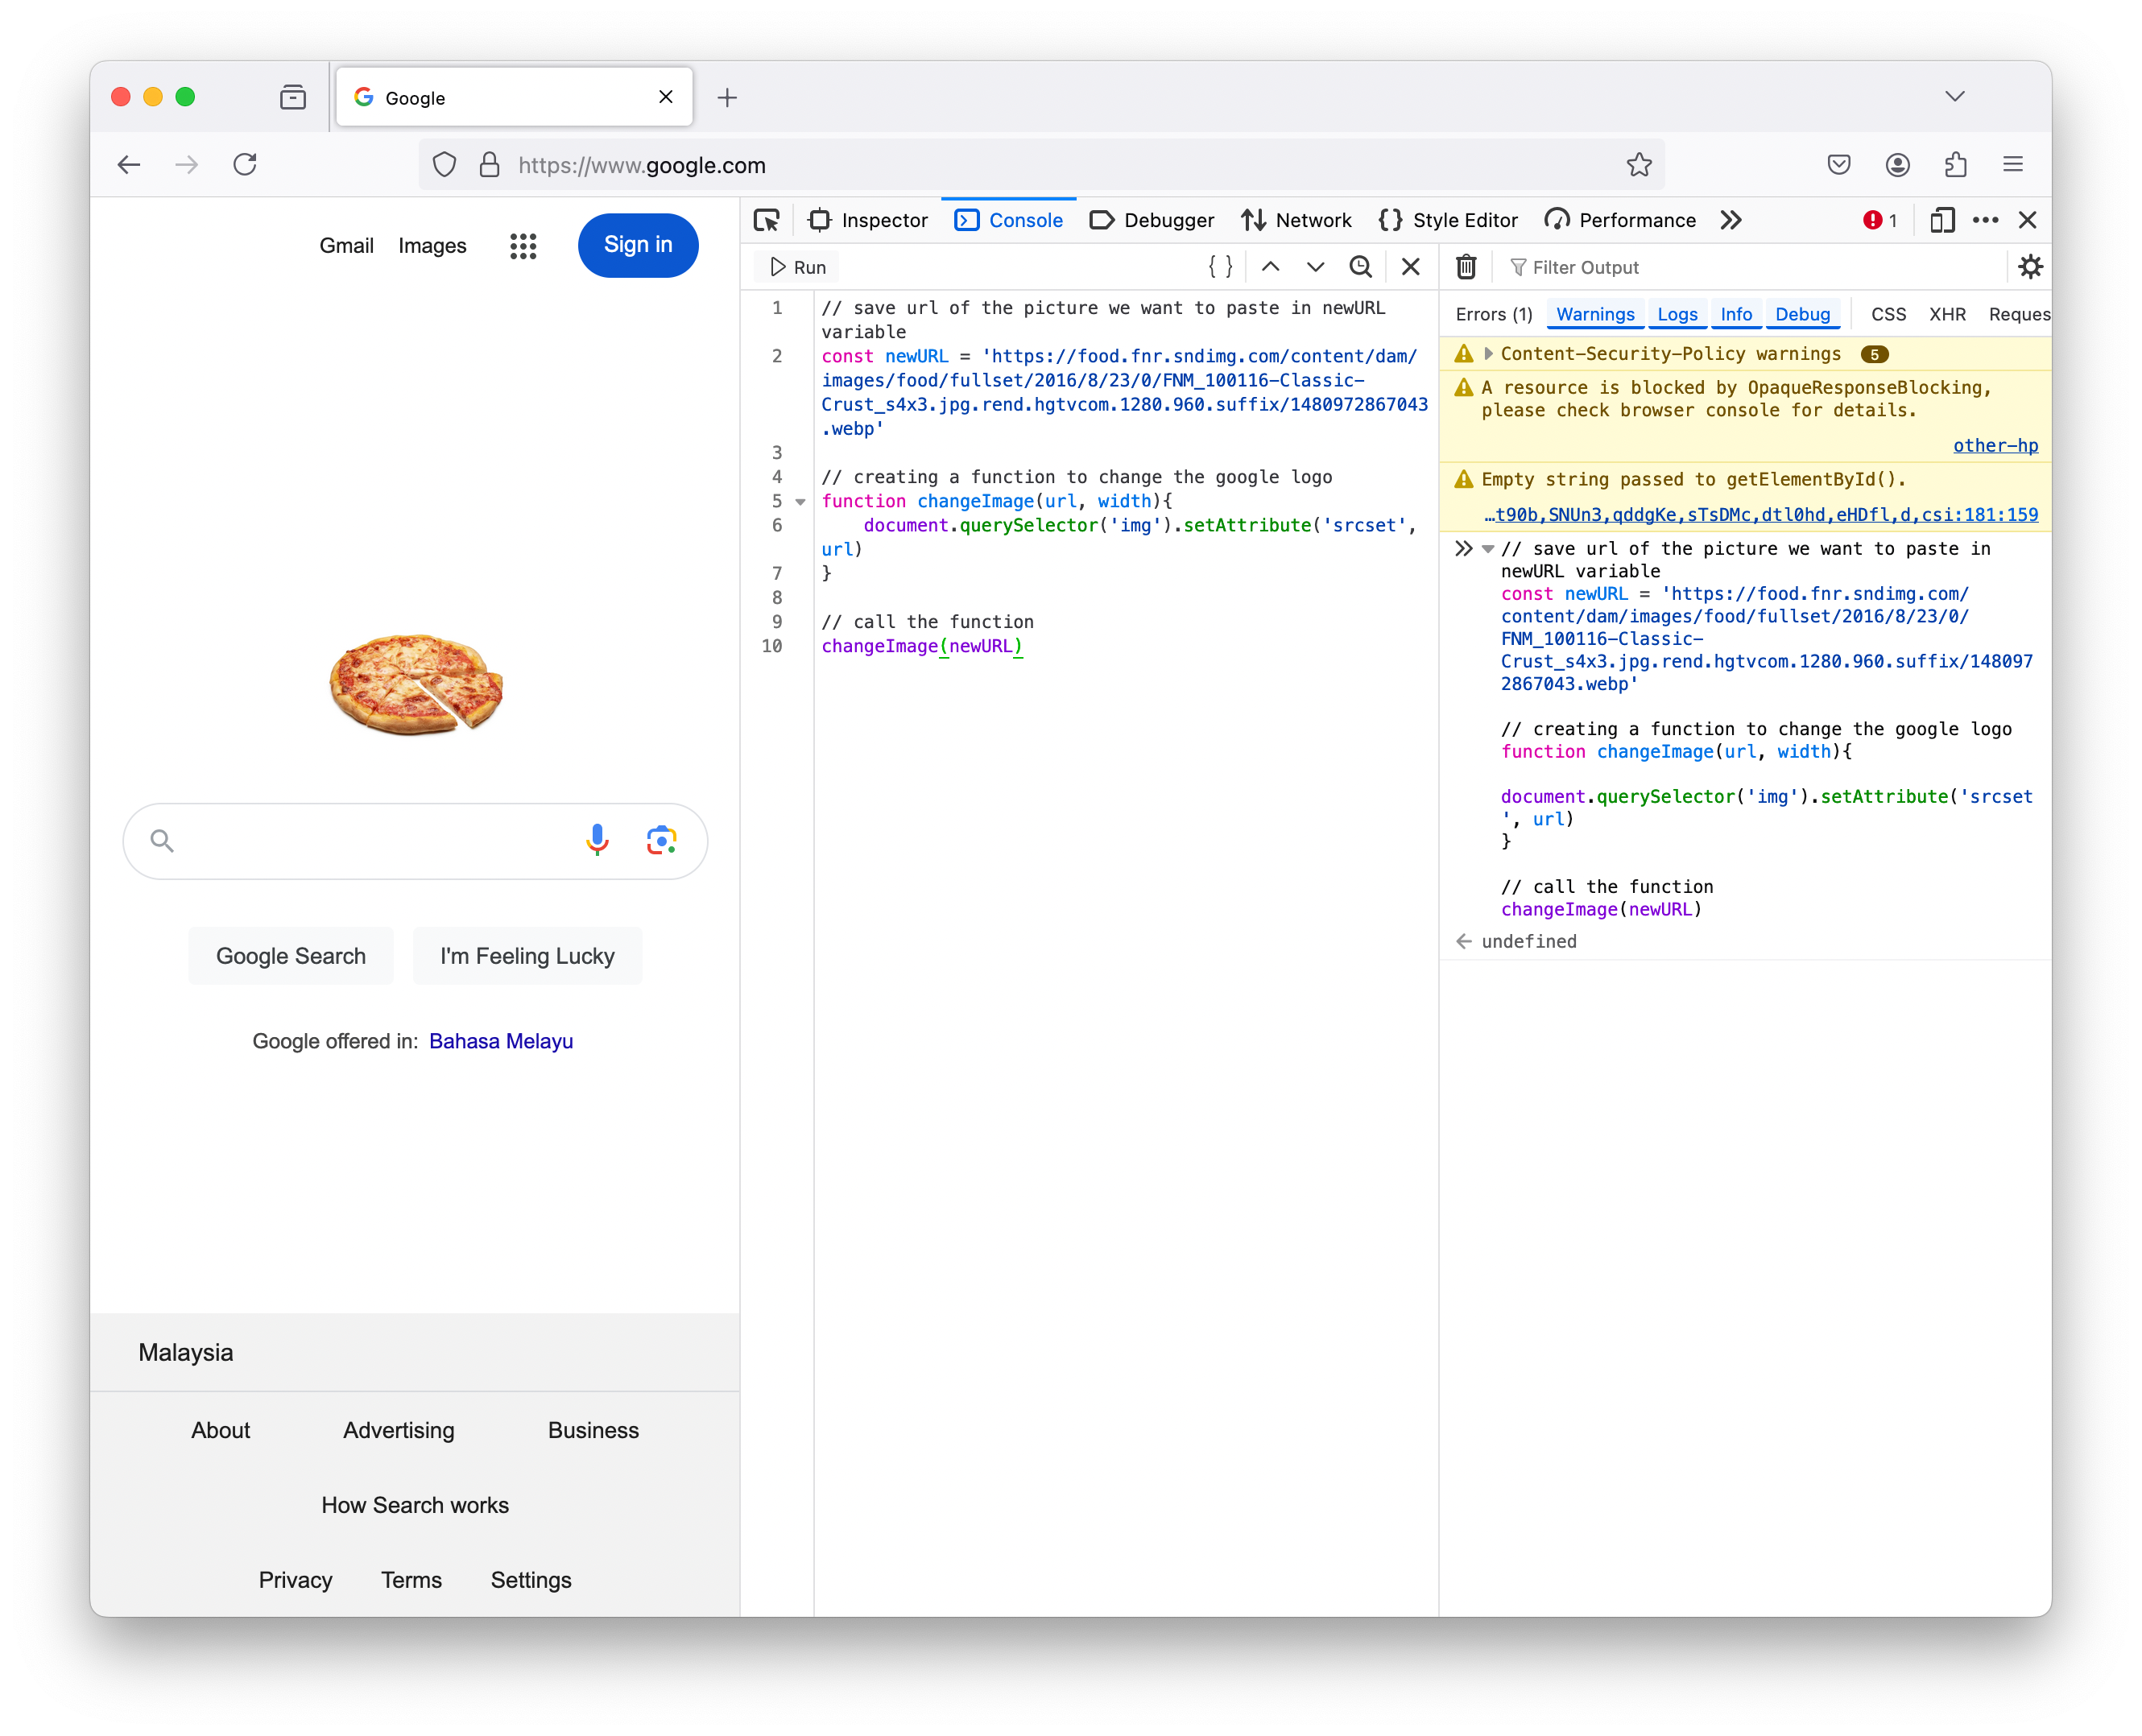 Google
https://www.google.com
Gmail Images Sign in
Google Search I'm Feeling Lucky
Google offered in: Bahasa Melayu
Malaysia
About Advertising Business
How Search works
Privacy Terms Settings
Inspector Console Debugger Network Style Editor Performance 1
Run
1 // save url of the picture we want to paste in newURL
variable
2 const newURL = 'https://food.fnr.sndimg.com/content/dam/
images/food/fullset/2016/8/23/0/FNM_100116-Classic-
Crust_s4x3.jpg.rend.hgtvcom.1280.960.suffix/1480972867043
.webp'
3
4 // creating a function to change the google logo
5 function changeImage(url, width){
6 document.querySelector('img').setAttribute('srcset',
url)
7 }
8
9 // call the function
10 changeImage(newURL)
Filter Output
Errors (1) Warnings Logs Info Debug CSS XHR Reques
Content-Security-Policy warnings 5
A resource is blocked by OpaqueResponseBlocking,
please check browser console for details.
other-hp
Empty string passed to getElementById().
…t90b,SNUn3,qddgKe,sTsDMc,dtl0hd,eHDfl,d,csi:181:159
// save url of the picture we want to paste in
newURL variable
const newURL = 'https://food.fnr.sndimg.com/
content/dam/images/food/fullset/2016/8/23/0/
FNM_100116-Classic-
Crust_s4x3.jpg.rend.hgtvcom.1280.960.suffix/148097
2867043.webp'
// creating a function to change the google logo
function changeImage(url, width){
document.querySelector('img').setAttribute('srcset
', url)
}
// call the function
changeImage(newURL)
undefined